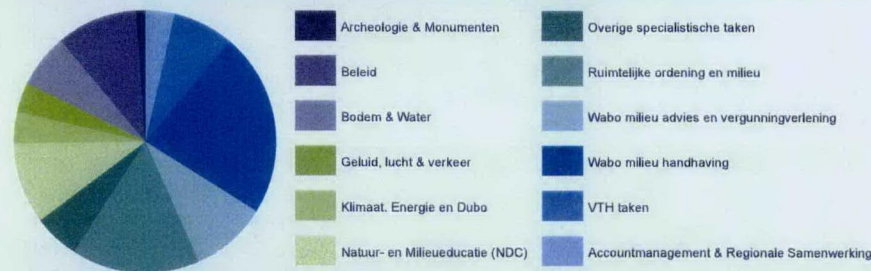 Archeologie & Monumenten
Beleid
Bodem & Water
Geluid, lucht & verkeer
Klimaat. Energie en Dubo
Natuur- en Milieueducatie (NDC)
Overige specialistische taken
Ruimtelijke ordening en milieu
Wabo milieu advies en vergunningverlening
Wabo milieu handhaving
VTH taken
Accountmanagement & Regionale Samenwerking